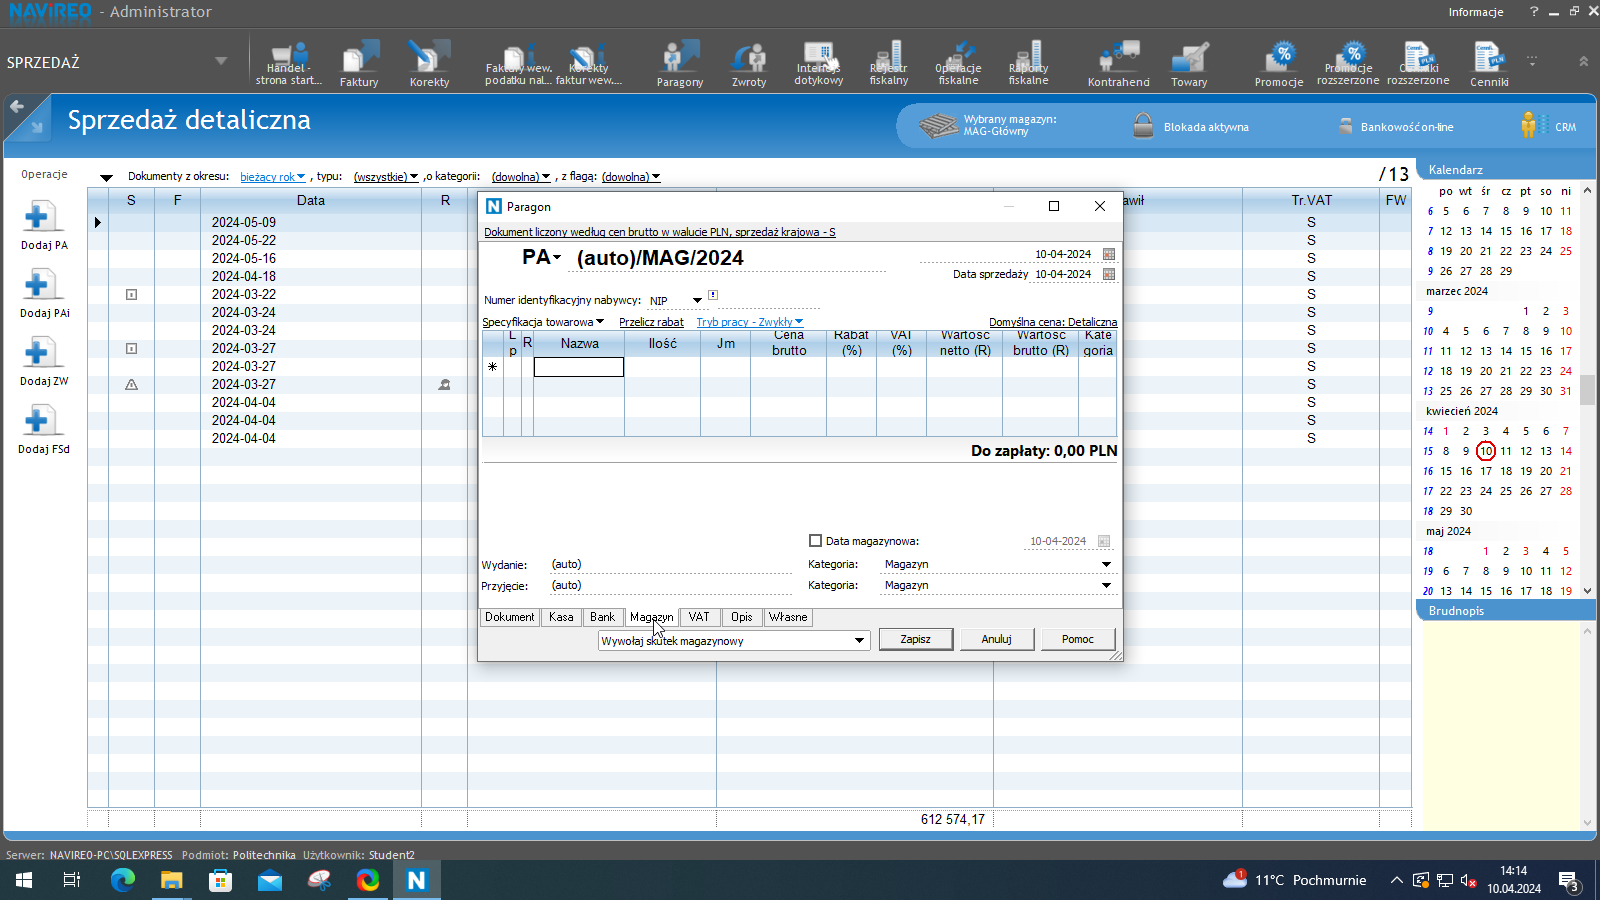 NAVIREO - Administrator
Informacje ?
SPRZEDAŻ
Handel - strona start...
Faktury
Korekty
Faktury wew. podatku nal...
Korekty faktur wew....
Paragony
Zwroty
Interfejs dotykowy
Rejestr fiskalny
Operacje fiskalne
Raporty fiskalne
Kontrahenci
Towary
Promocje
Promocje rozszerzone
Cenniki rozszerzone
Cenniki
Sprzedaż detaliczna
Wybrany magazyn:
MAG-Główny
Blokada aktywna
Bankowość on-line
CRM
Operacje
Dodaj PA
Dodaj PAi
Dodaj ZW
Dodaj FSd
Dokumenty z okresu: bieżący rok , typu: (wszystkie) ,o kategorii: (dowolna) , z flagą: (dowolna)
/ 13
S F Data R Tr.VAT FW
2024-05-09 S
2024-05-22 S
2024-05-16 S
2024-04-18 S
2024-03-22 S
2024-03-24 S
2024-03-24 S
2024-03-27 S
2024-03-27 S
2024-03-27 S
2024-04-04 S
2024-04-04 S
2024-04-04 S
612 574,17
Paragon
Dokument liczony według cen brutto w walucie PLN, sprzedaż krajowa - S
PA (auto)/MAG/2024
10-04-2024
Data sprzedaży 10-04-2024
Numer identyfikacyjny nabywcy: NIP
Specyfikacja towarowa Przelicz rabat Tryb pracy - Zwykły Domyślna cena: Detaliczna
Lp R Nazwa Ilość Jm Cena brutto Rabat (%) VAT (%) Wartość netto (R) Wartość brutto (R) Kategoria
Do zapłaty: 0,00 PLN
Data magazynowa: 10-04-2024
Wydanie: (auto) Kategoria: Magazyn
Przyjęcie: (auto) Kategoria: Magazyn
Dokument Kasa Bank Magazyn VAT Opis Własne
Wywołaj skutek magazynowy Zapisz Anuluj Pomoc
Kalendarz
po wt śr cz pt so ni
6 5 6 7 8 9 10 11
7 12 13 14 15 16 17 18
8 19 20 21 22 23 24 25
9 26 27 28 29
marzec 2024
9 1 2 3
10 4 5 6 7 8 9 10
11 11 12 13 14 15 16 17
12 18 19 20 21 22 23 24
13 25 26 27 28 29 30 31
kwiecień 2024
14 1 2 3 4 5 6 7
15 8 9 10 11 12 13 14
16 15 16 17 18 19 20 21
17 22 23 24 25 26 27 28
18 29 30
maj 2024
18 1 2 3 4 5
19 6 7 8 9 10 11 12
20 13 14 15 16 17 18 19
Brudnopis
Serwer: NAVIREO-PC\SQLEXPRESS Podmiot: Politechnika Użytkownik: Student2
1
11°C Pochmurnie
14:14
10.04.2024
3